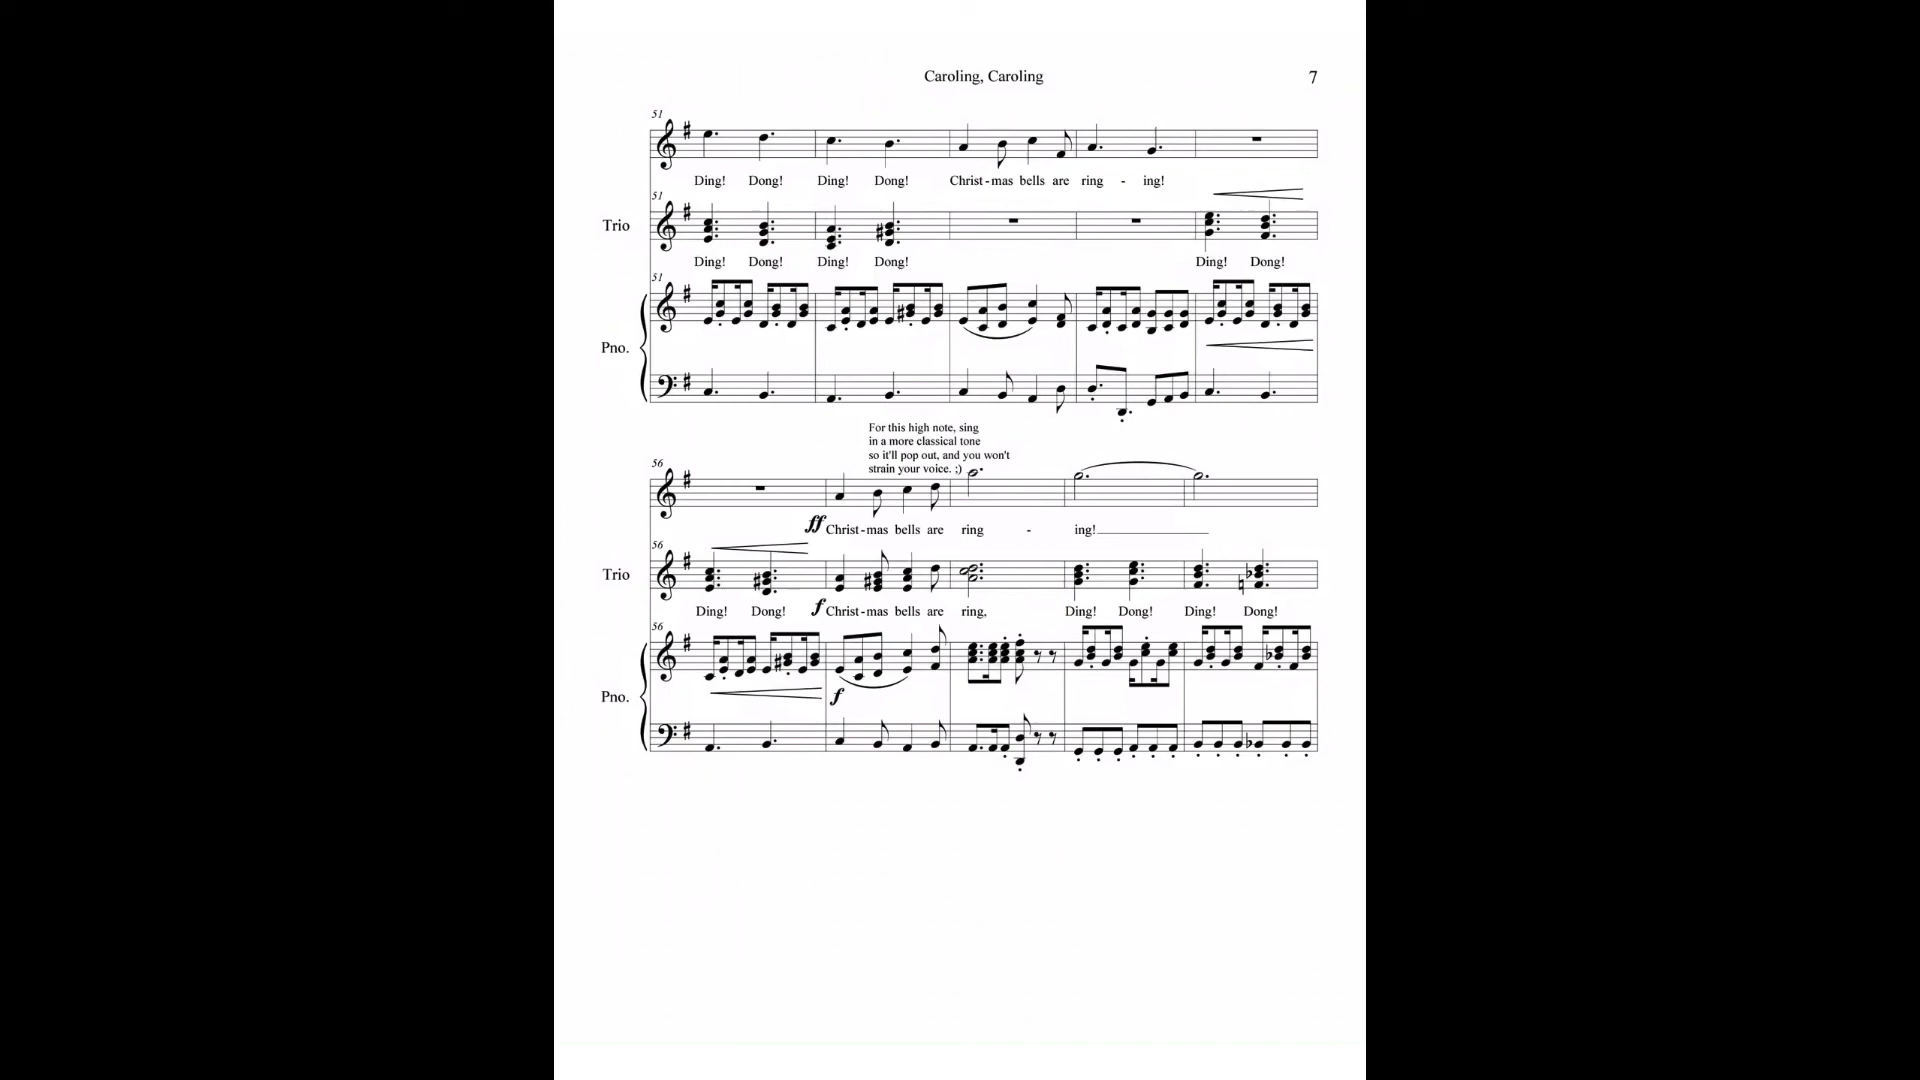 Caroling, Caroling
7
51
Ding! Dong! Ding! Dong! Christ - mas bells are ring - ing!
51
Trio
Ding! Dong! Ding! Dong! Ding! Dong!
51
Pno.
For this high note, sing
in a more classical tone
so it'll pop out, and you won't
strain your voice. ;)
56
ff Christ - mas bells are ring - ing!
56
Trio
Ding! Dong! f Christ - mas bells are ring, Ding! Dong! Ding! Dong!
56
Pno.
f